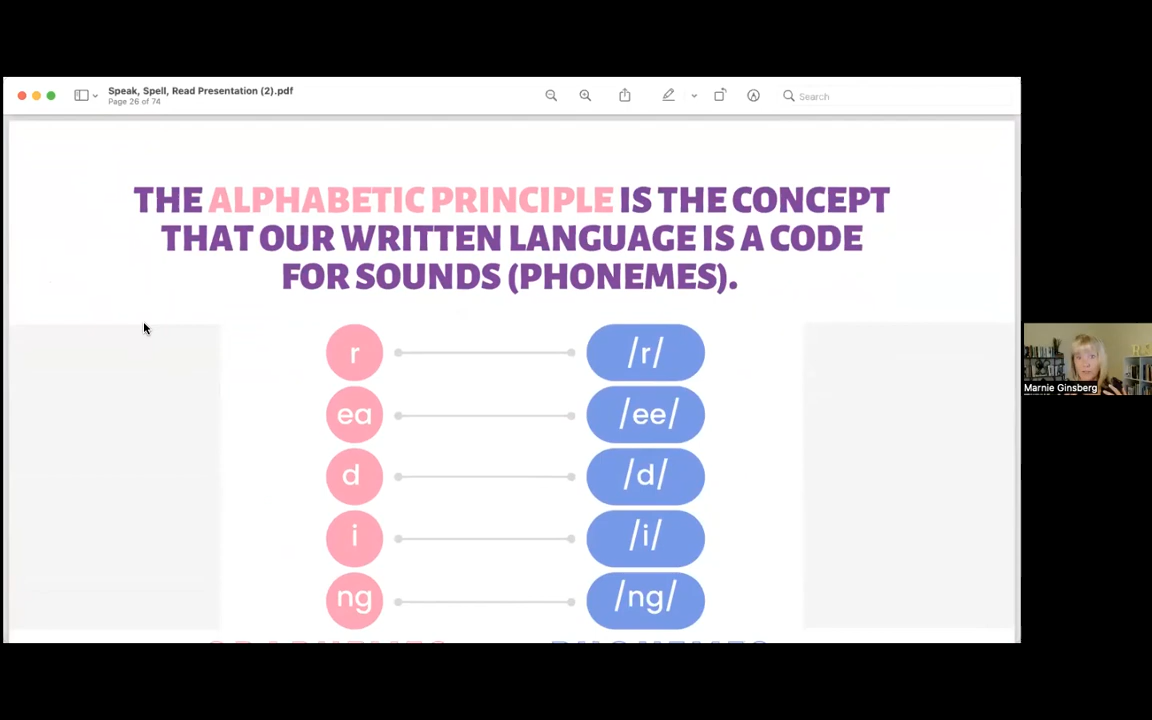 Speak, Spell, Read Presentation (2).pdf
Page 26 of 74
Search
THE ALPHABETIC PRINCIPLE IS THE CONCEPT
THAT OUR WRITTEN LANGUAGE IS A CODE
FOR SOUNDS (PHONEMES).
r /r/
ea /ee/
d /d/
i /i/
ng /ng/
Marnie Ginsberg